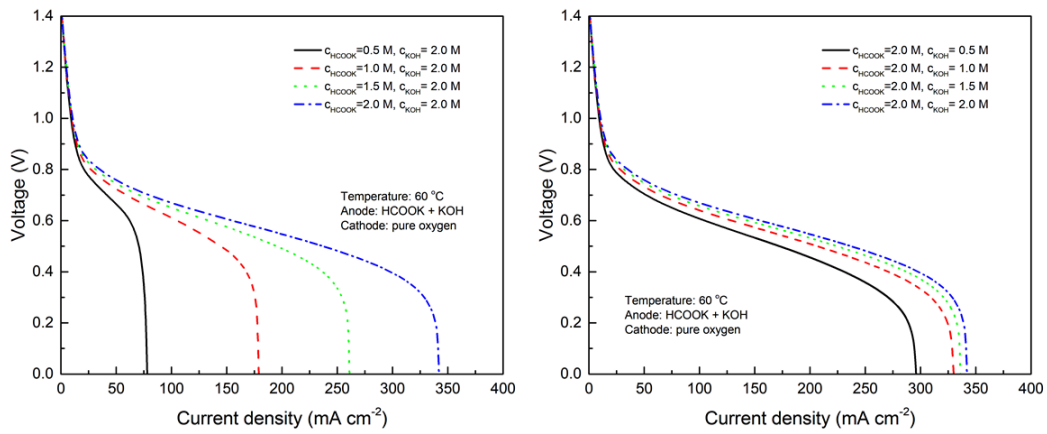 1.4
1.2
1.0
0.8
0.6
0.4
0.2
0.0
Voltage (V)
0 50 100 150 200 250 300 350 400
Current density (mA cm⁻²)
c_HCOOK=0.5 M, c_KOH= 2.0 M
c_HCOOK=1.0 M, c_KOH= 2.0 M
c_HCOOK=1.5 M, c_KOH= 2.0 M
c_HCOOK=2.0 M, c_KOH= 2.0 M
Temperature: 60 °C
Anode: HCOOK + KOH
Cathode: pure oxygen
1.4
1.2
1.0
0.8
0.6
0.4
0.2
0.0
Voltage (V)
0 50 100 150 200 250 300 350 400
Current density (mA cm⁻²)
c_HCOOK=2.0 M, c_KOH= 0.5 M
c_HCOOK=2.0 M, c_KOH= 1.0 M
c_HCOOK=2.0 M, c_KOH= 1.5 M
c_HCOOK=2.0 M, c_KOH= 2.0 M
Temperature: 60 °C
Anode: HCOOK + KOH
Cathode: pure oxygen